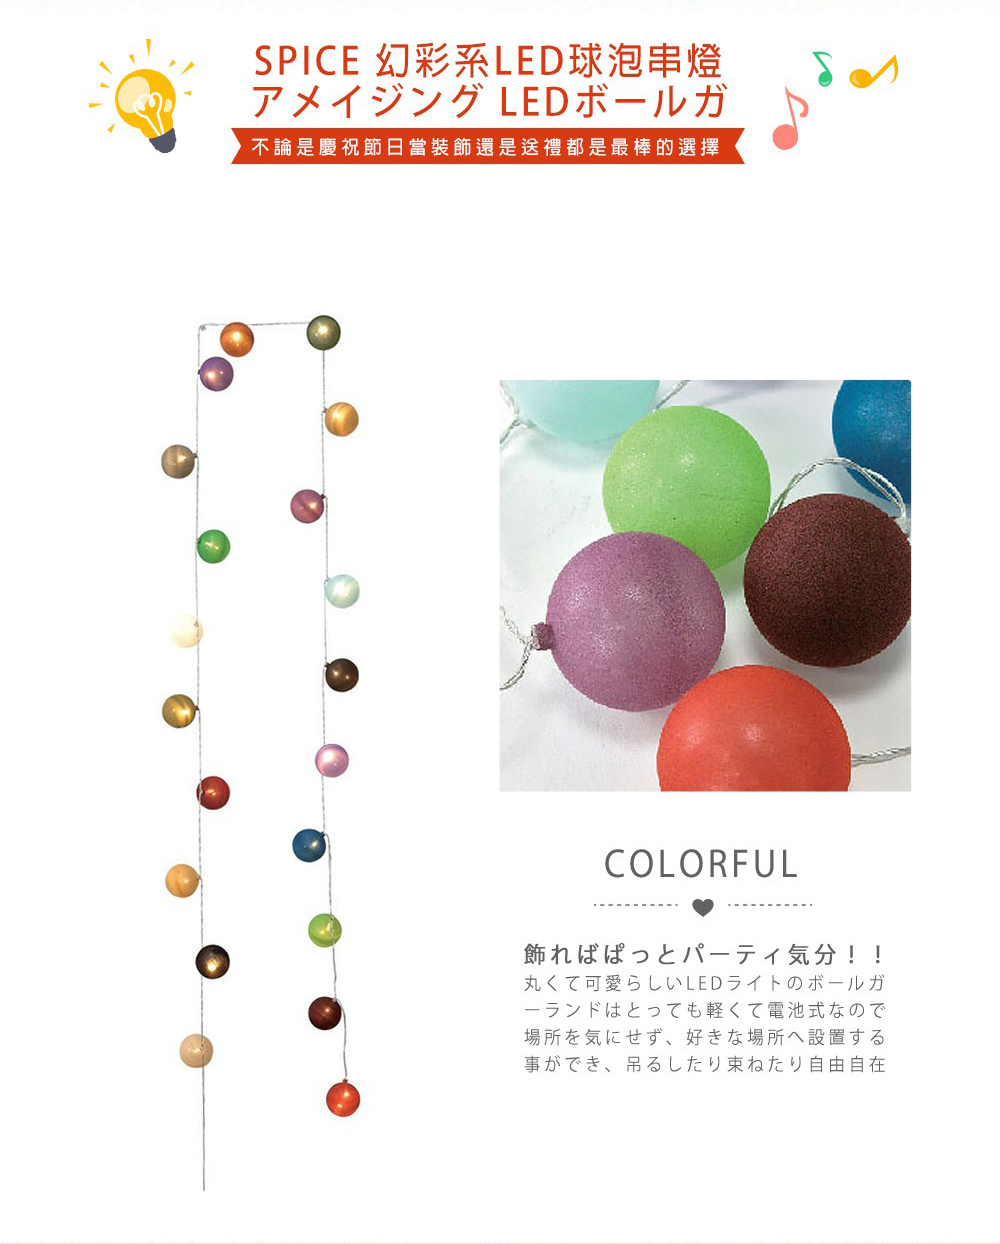 SPICE 幻彩系LED球泡串燈
アメイジング LEDボールガ
不論是慶祝節日當裝飾還是送禮都是最棒的選擇
COLORFUL
飾ればぱっとパーティ気分！！
丸くて可愛らしいLEDライトのボールガ
ーランドはとっても軽くて電池式なので
場所を気にせず、好きな場所へ設置する
事ができ、吊るしたり束ねたり自由自在